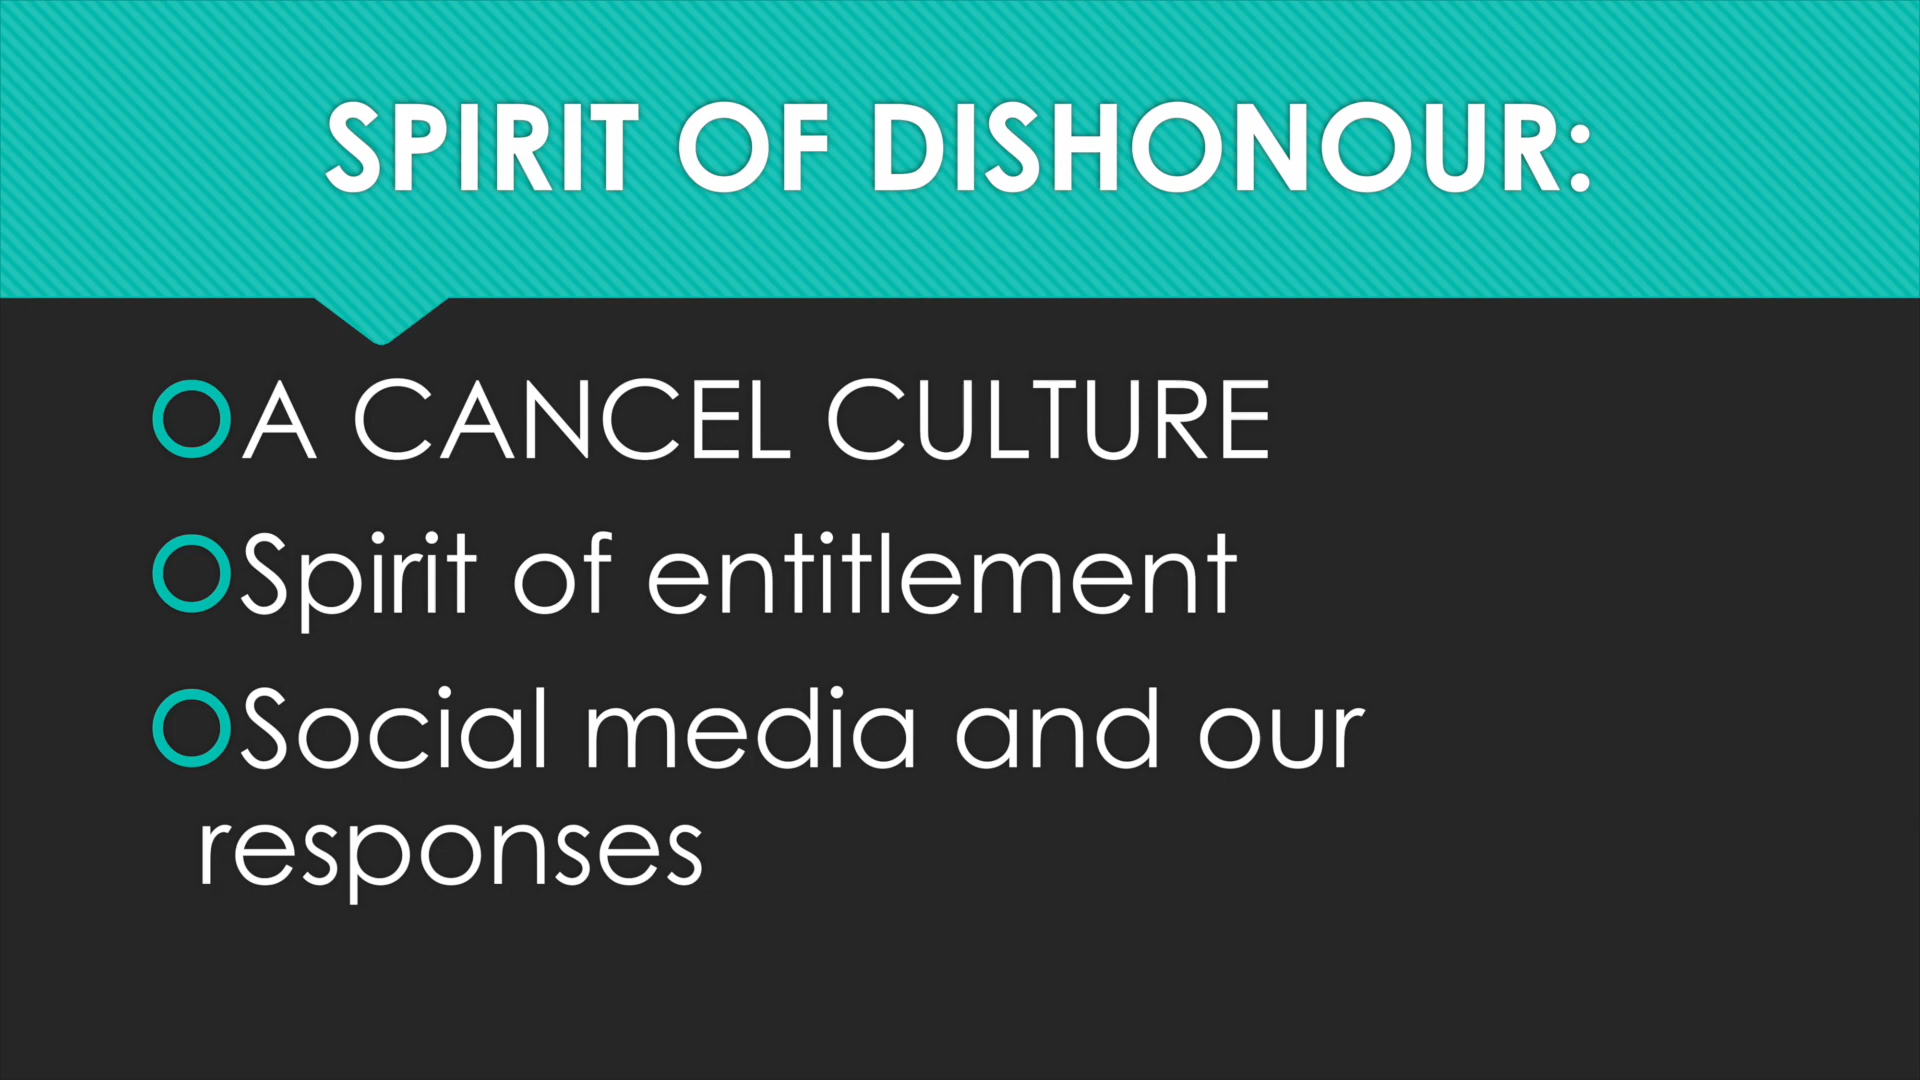 SPIRIT OF DISHONOUR:
A CANCEL CULTURE
Spirit of entitlement
Social media and our
responses